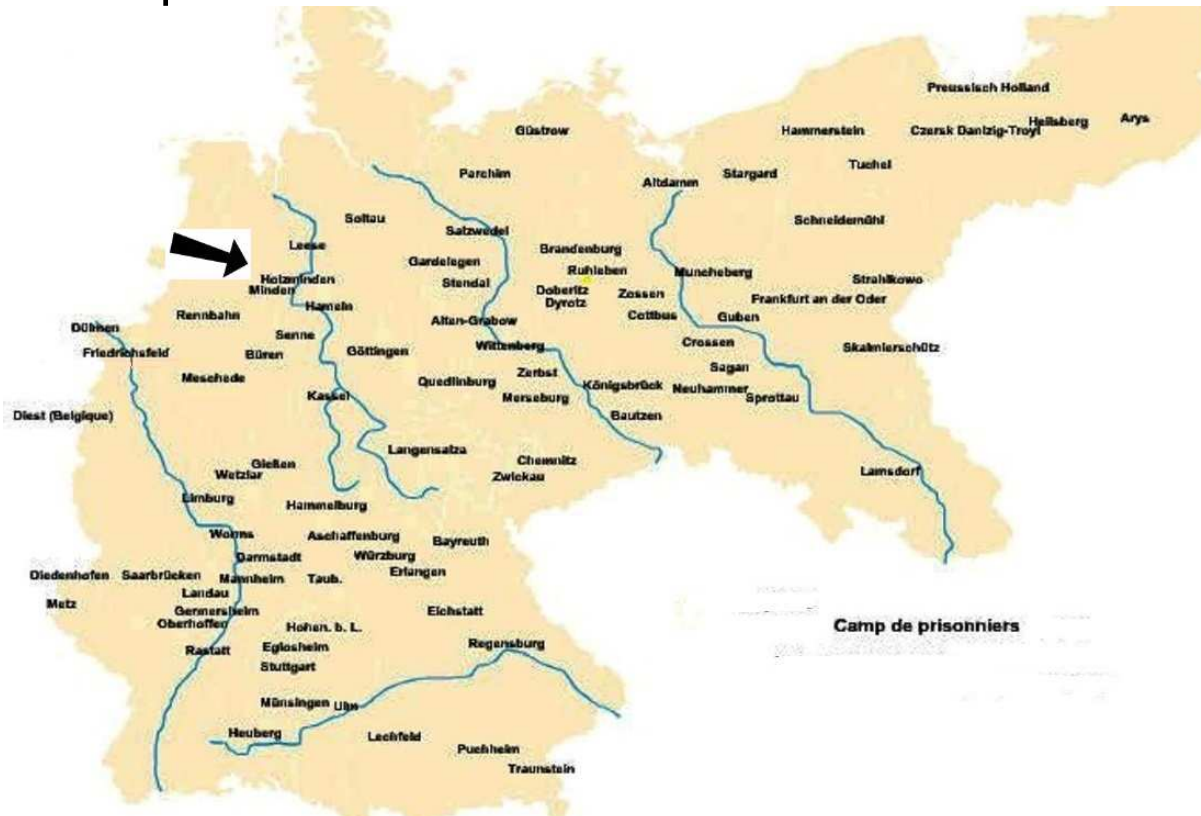 Preussisch Holland
Heilsberg
Arys
Güstrow
Hammerstein
Czersk Danizig-Troyl
Parchim
Tuchel
Stargard
Altdamm
Soltau
Schneidemühl
Salzwedel
Leese
Brandenburg
Gardelegen
Ruhleben
Muncheberg
Holzminden
Stendal
Strahlkowo
Minden
Doberitz
Zossen
Frankfurt an der Oder
Dyrotz
Hameln
Rennbahn
Cottbus
Guben
Alten-Grabow
Dülmen
Senne
Crossen
Wittenberg
Skalmierschütz
Friedrichsfeld
Büren
Göttingen
Sagan
Zerbst
Meschede
Quedlinburg
Königsbrück
Neuhammer
Kassel
Merseburg
Sprottau
Diest (Belgique)
Bautzen
Langensalza
Chemnitz
Gießen
Wetzlar
Zwickau
Lamsdorf
Limburg
Hammelburg
Worms
Aschaffenburg
Bayreuth
Darmstadt
Würzburg
Erlangen
Diedenhofen
Saarbrücken
Mannheim
Taub.
Landau
Metz
Germersheim
Eichstatt
Oberhoffen
Hohen. b. L.
Camp de prisonniers
Rastatt
Eglosheim
Regensburg
Stuttgart
Münsingen
Ulm
Heuberg
Lechfeld
Puchheim
Traunstein